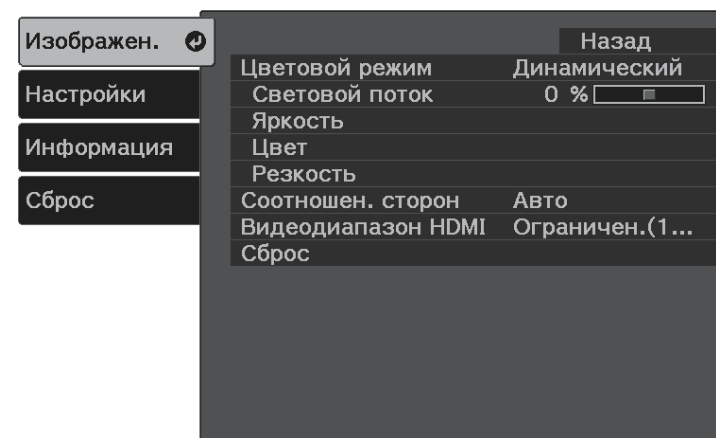 Изображен.
Настройки
Информация
Сброс
Назад
Цветовой режим Динамический
Световой поток 0 %
Яркость
Цвет
Резкость
Соотношен. сторон Авто
Видеодиапазон HDMI Ограничен.(1...
Сброс